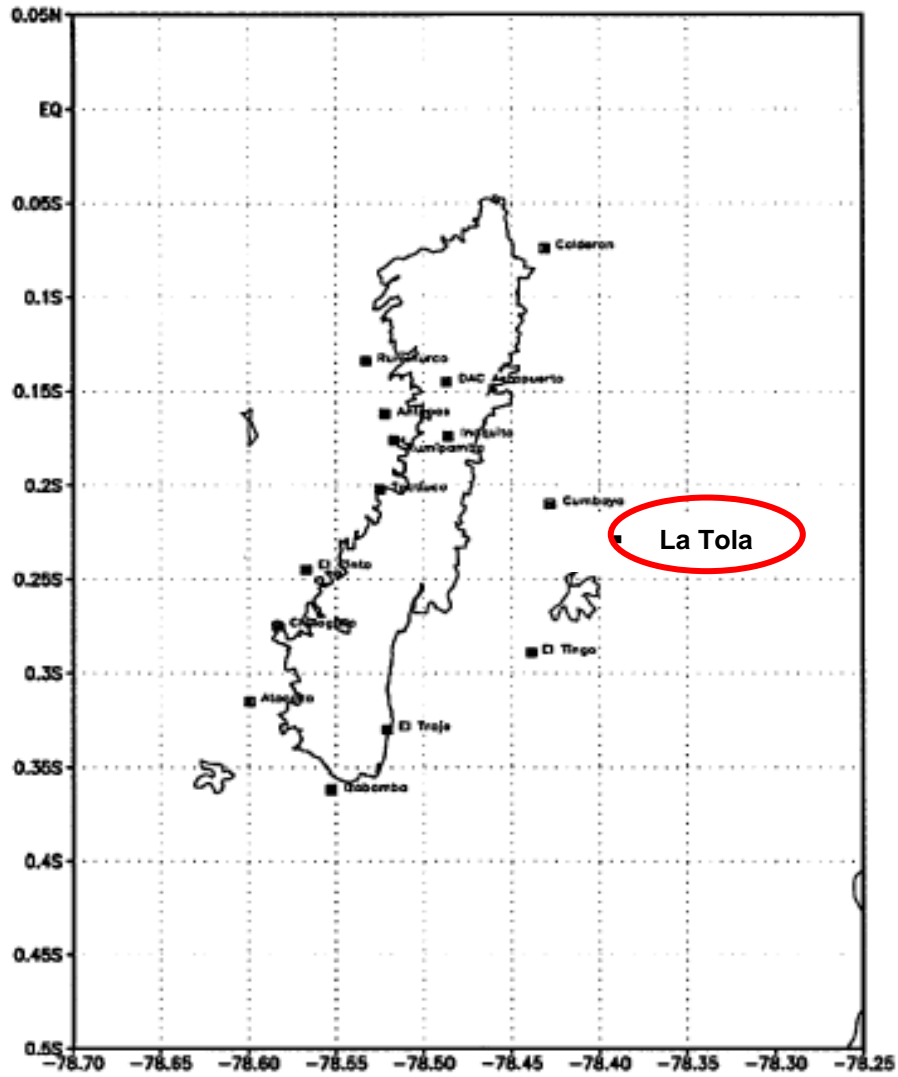 0.05N
EQ
0.05S
Calderon
0.1S
DAC Aeropuerto
0.15S
Inaquito
Rumipamba
0.2S
Cumbaya
La Tola
0.25S
El Tingo
0.3S
El Troje
0.35S
Izobamba
0.4S
0.45S
0.5S
-78.70 -78.65 -78.60 -78.55 -78.50 -78.45 -78.40 -78.35 -78.30 -78.25